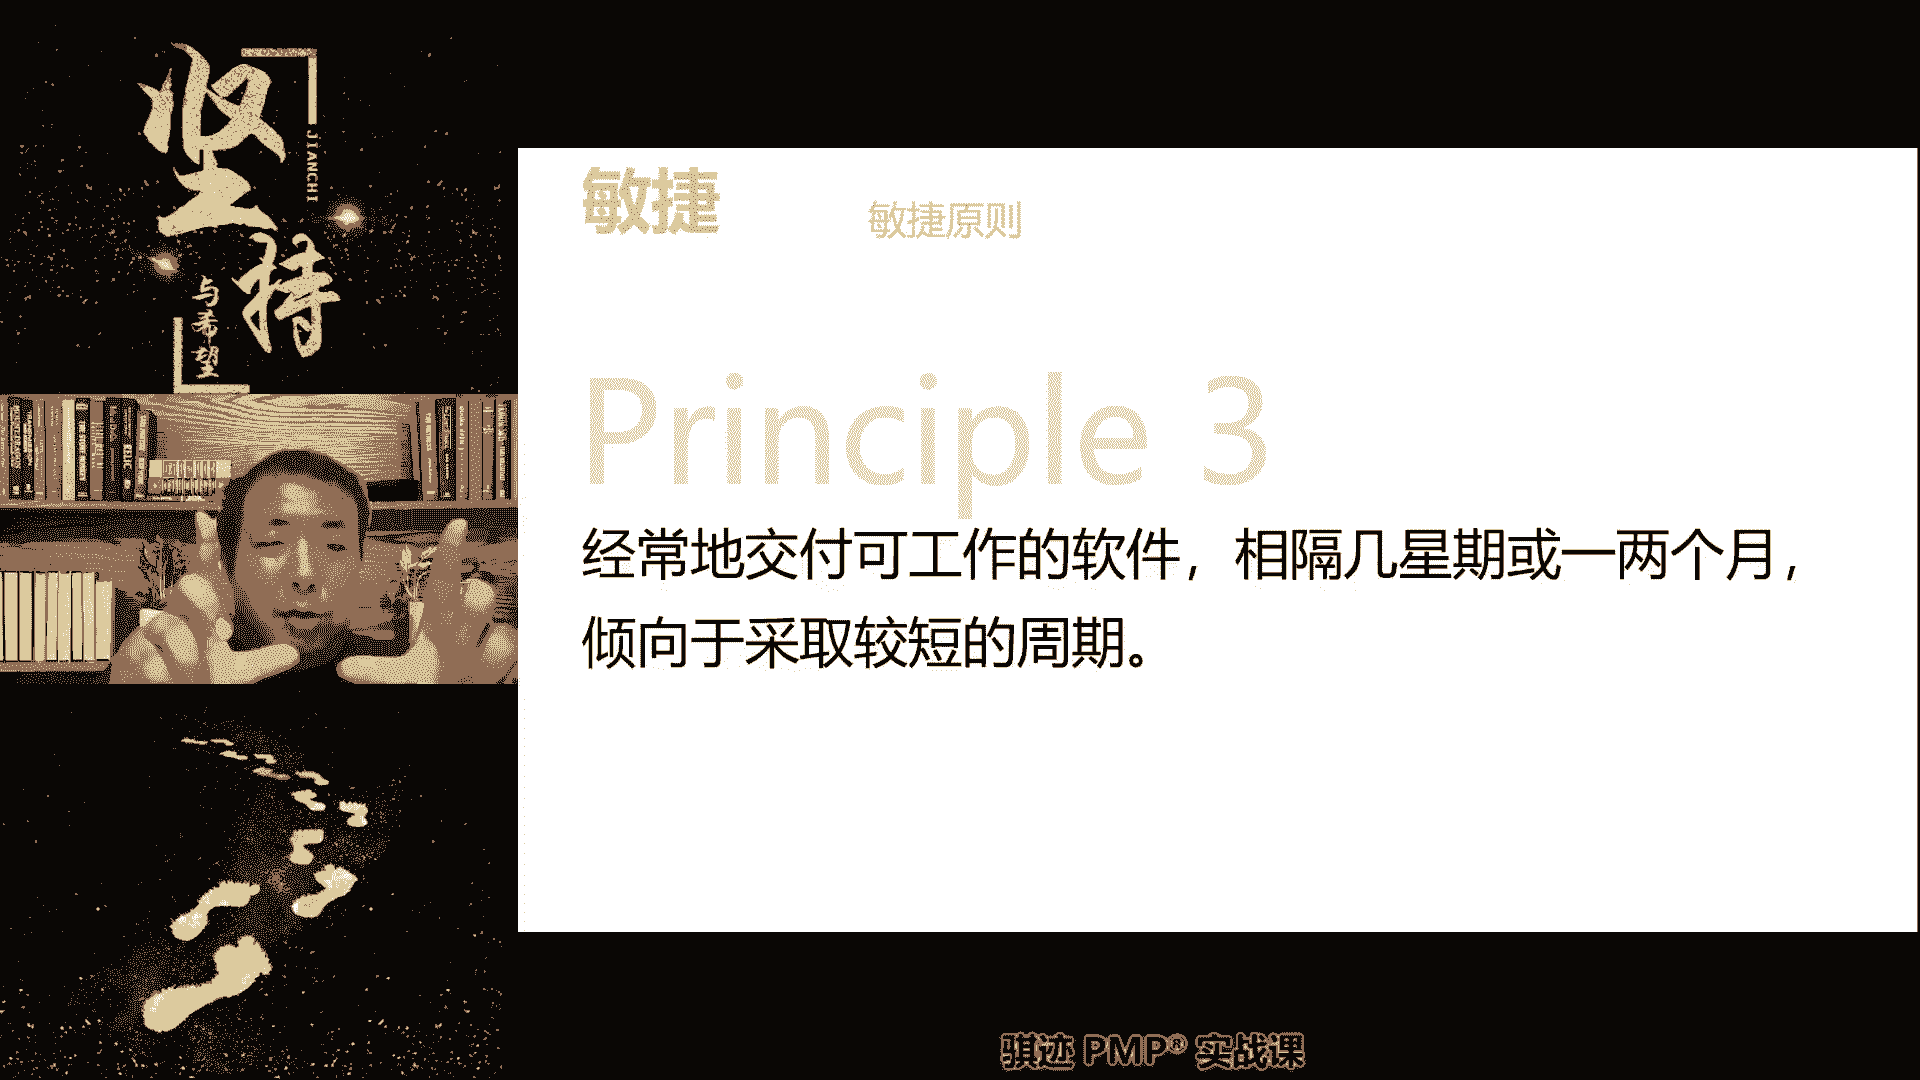 坚持
JIANCHI
与希望
敏捷
敏捷原则
Principle 3
经常地交付可工作的软件，相隔几星期或一两个月，
倾向于采取较短的周期。
骐迹 PMP® 实战课